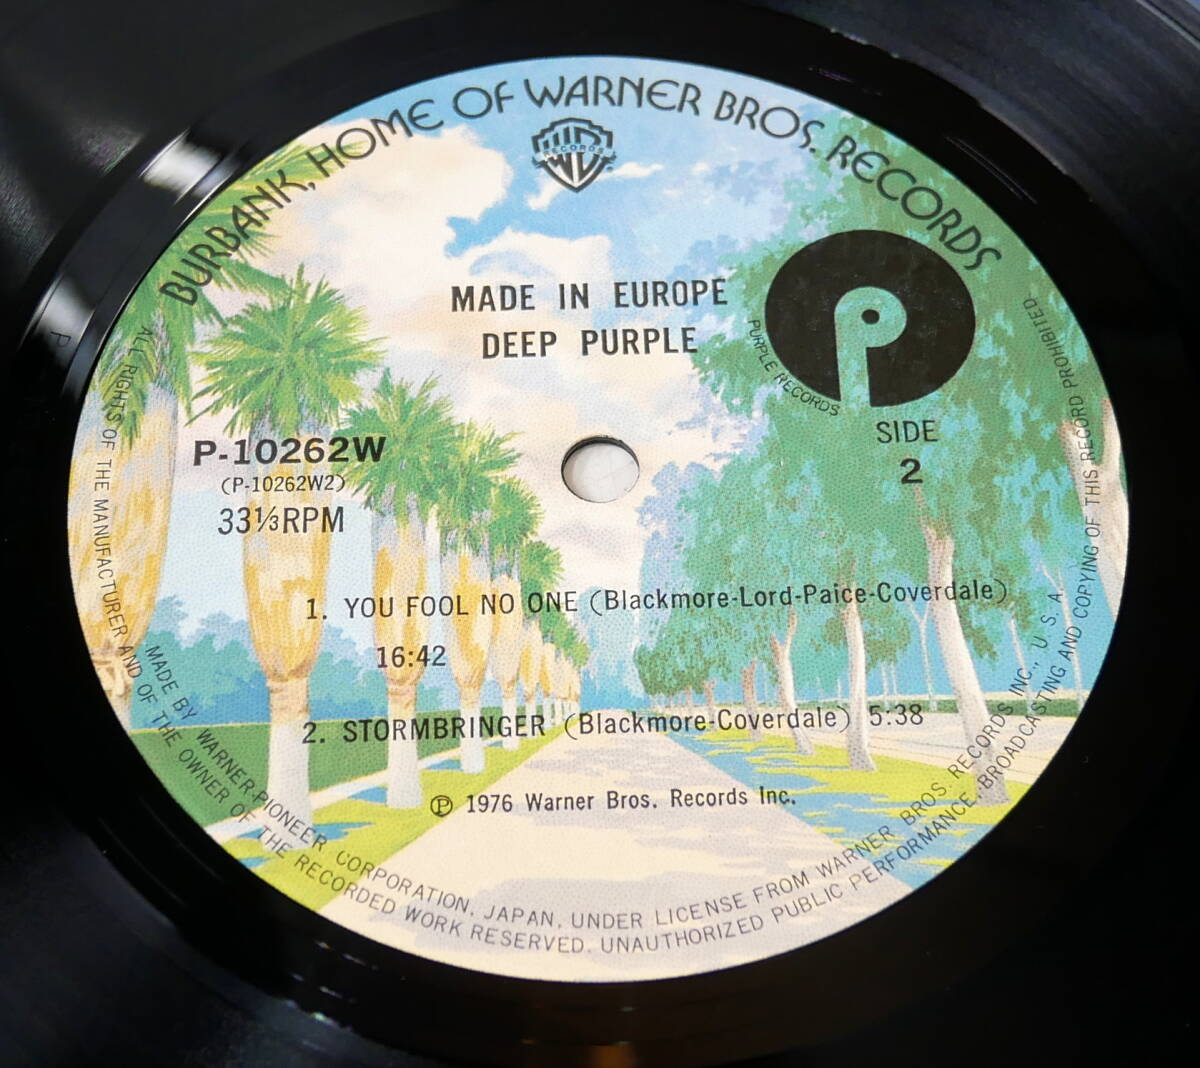 BURBANK, HOME OF WARNER BROS. RECORDS
RECORDS
MADE IN EUROPE
DEEP PURPLE
PURPLE RECORDS
SIDE
2
P-10262W
(P-10262W2)
33⅓RPM
1. YOU FOOL NO ONE (Blackmore-Lord-Paice-Coverdale)
16:42
2. STORMBRINGER (Blackmore-Coverdale) 5:38
Ⓟ 1976 Warner Bros. Records Inc.
MADE BY WARNER-PIONEER CORPORATION, JAPAN, UNDER LICENSE FROM WARNER BROS. RECORDS INC., U.S.A.
ALL RIGHTS OF THE MANUFACTURER AND OF THE OWNER OF THE RECORDED WORK RESERVED. UNAUTHORIZED PUBLIC PERFORMANCE, BROADCASTING AND COPYING OF THIS RECORD PROHIBITED